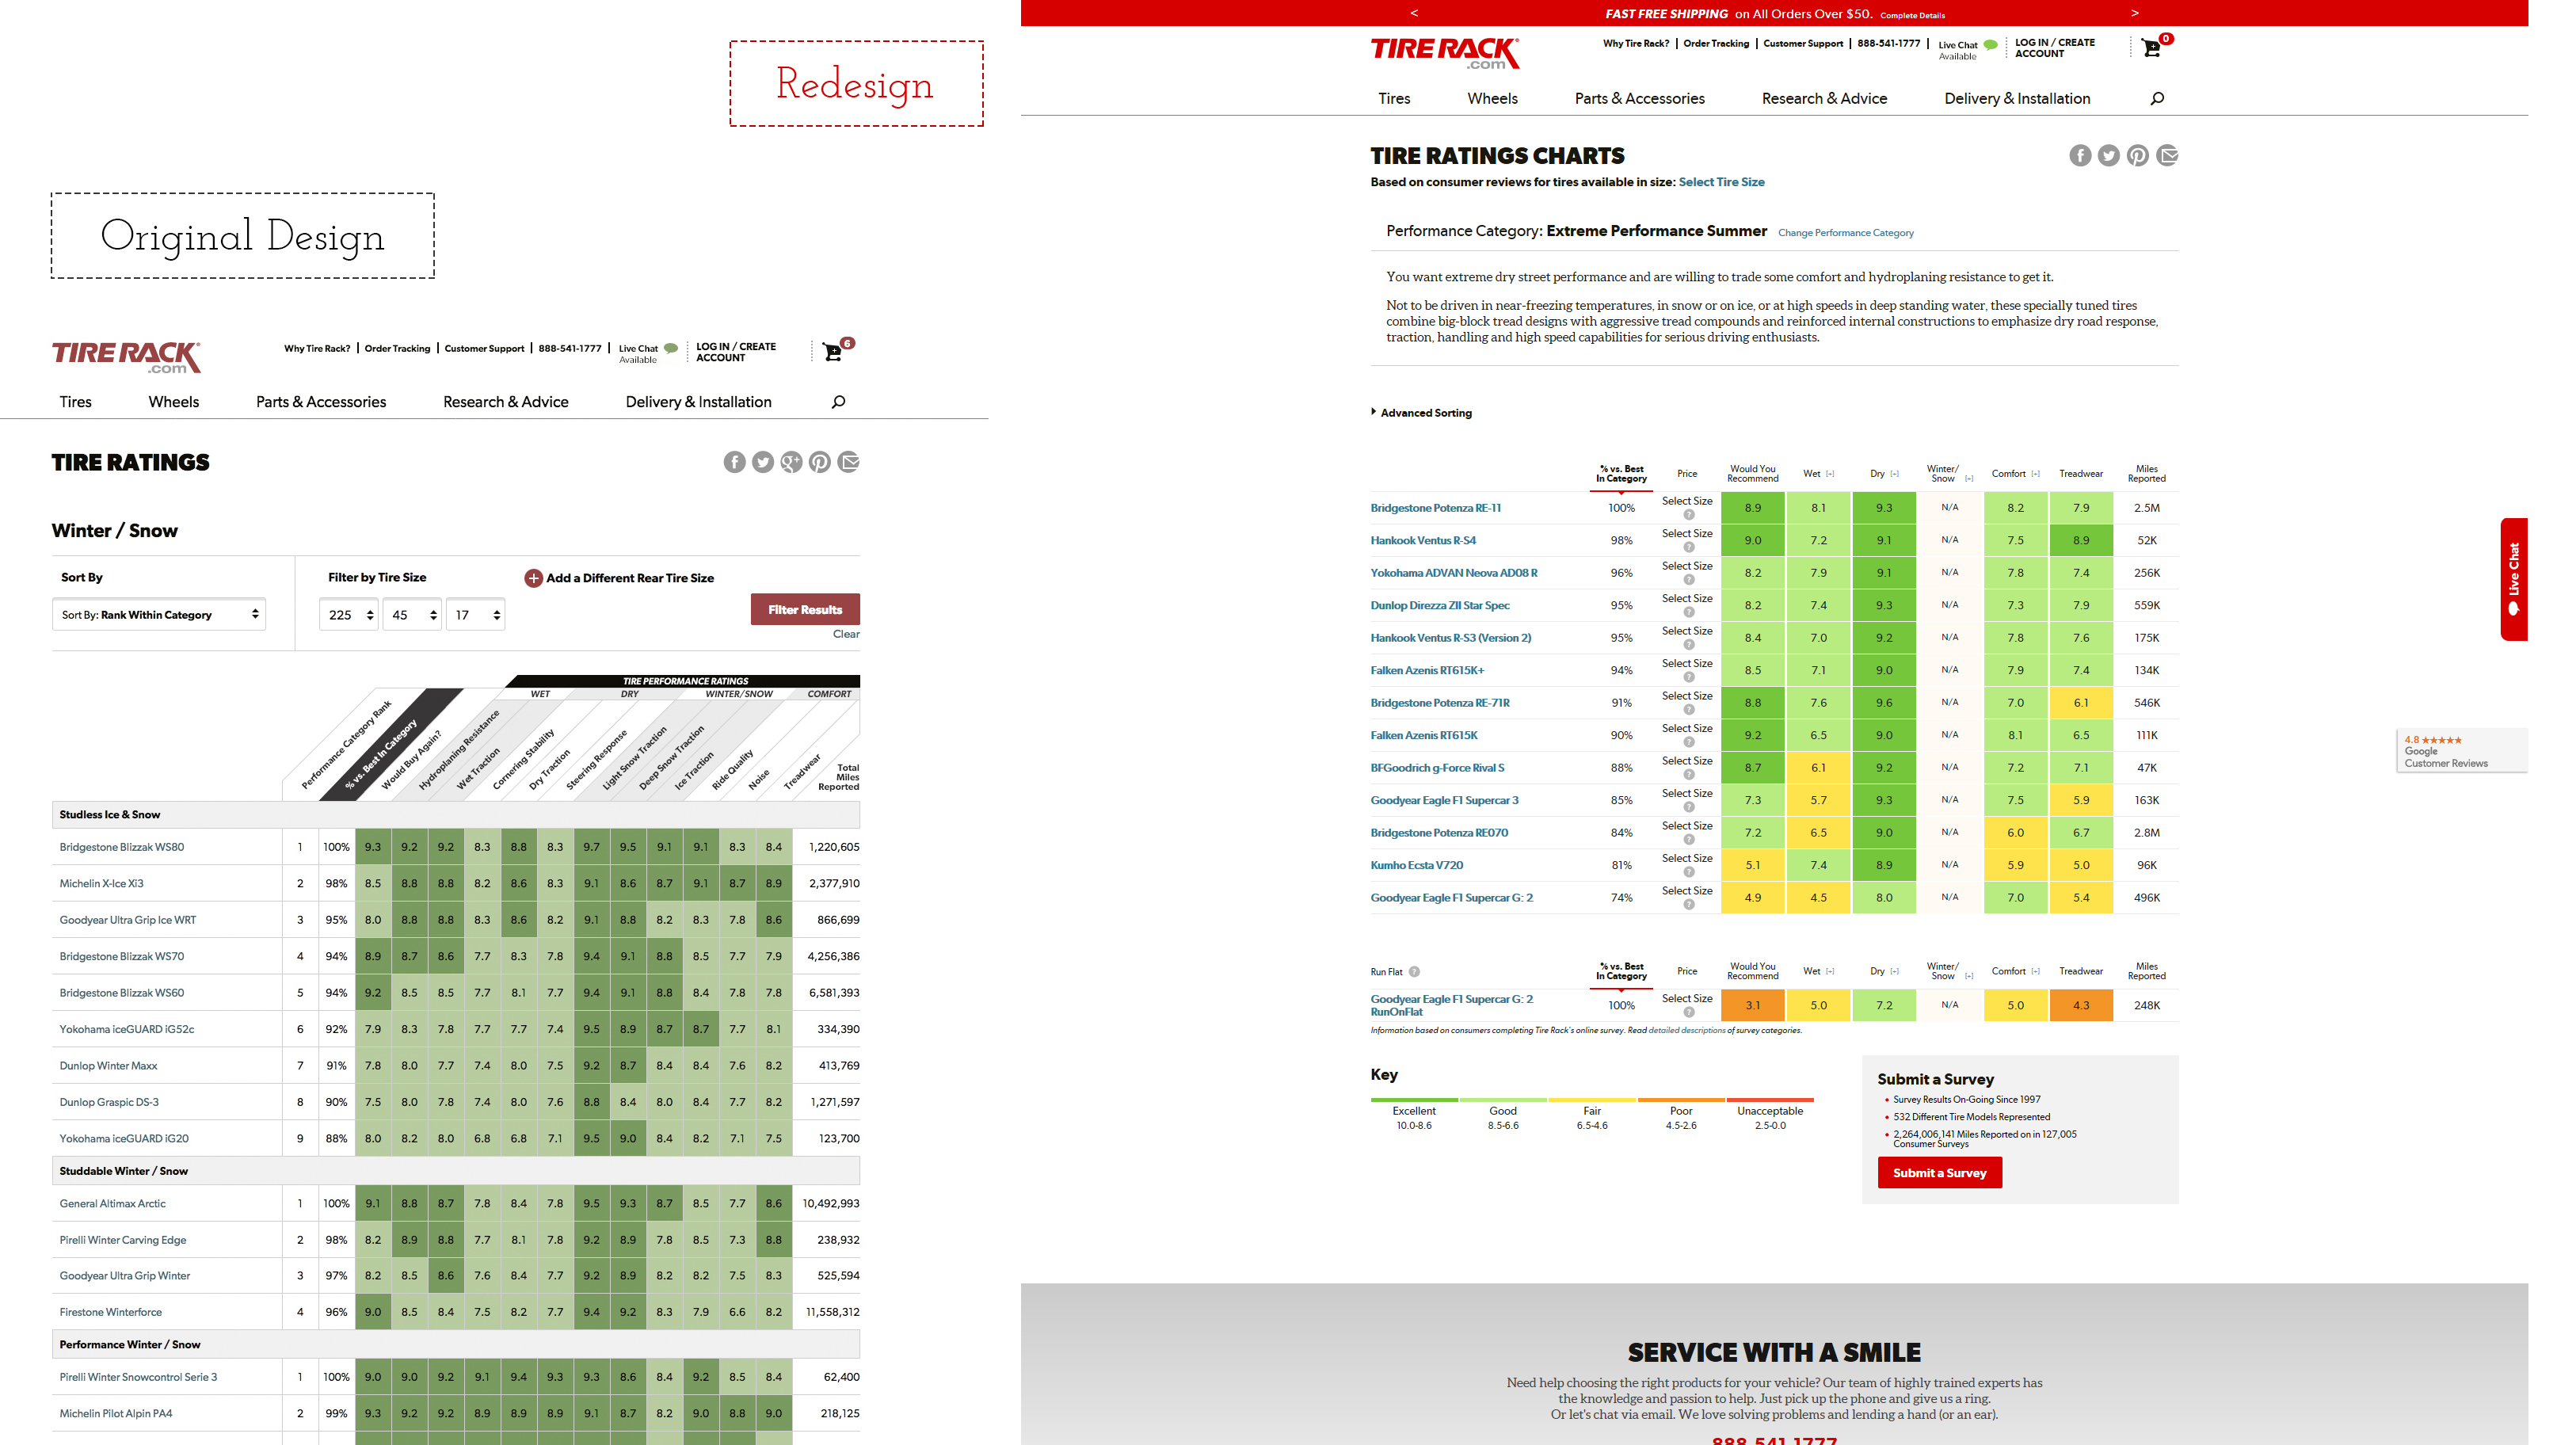 Redesign
Original Design
TIRE RACK
.com
Why Tire Rack? | Order Tracking | Customer Support | 888-541-1777 | Live Chat Available
LOG IN / CREATE ACCOUNT
6
Tires Wheels Parts & Accessories Research & Advice Delivery & Installation
TIRE RATINGS
Winter / Snow
Sort By
Sort By: Rank Within Category
Filter by Tire Size
225 45 17
+ Add a Different Rear Tire Size
Filter Results
Clear
TIRE PERFORMANCE RATINGS
WET DRY WINTER/SNOW COMFORT
Performance Category Rank
% vs. Best In Category
Would Buy Again?
Hydroplaning Resistance
Wet Traction
Cornering Stability
Dry Traction
Steering Response
Light Snow Traction
Deep Snow Traction
Ice Traction
Ride Quality
Noise
Treadwear
Total Miles Reported
Studless Ice & Snow
Bridgestone Blizzak WS80 1 100% 9.3 9.2 9.2 8.3 8.8 8.3 9.7 9.5 9.1 9.1 8.3 8.4 1,220,605
Michelin X-Ice Xi3 2 98% 8.5 8.8 8.8 8.2 8.6 8.3 9.1 8.6 8.7 9.1 8.7 8.9 2,377,910
Goodyear Ultra Grip Ice WRT 3 95% 8.0 8.8 8.8 8.3 8.6 8.2 9.1 8.8 8.2 8.3 7.8 8.6 866,699
Bridgestone Blizzak WS70 4 94% 8.9 8.7 8.6 7.7 8.3 7.8 9.4 9.1 8.8 8.5 7.7 7.9 4,256,386
Bridgestone Blizzak WS60 5 94% 9.2 8.5 8.5 7.7 8.1 7.7 9.4 9.1 8.8 8.4 7.8 7.8 6,581,393
Yokohama iceGUARD iG52c 6 92% 7.9 8.3 7.8 7.7 7.7 7.4 9.5 8.9 8.7 8.7 7.7 8.1 334,390
Dunlop Winter Maxx 7 91% 7.8 8.0 7.7 7.4 8.0 7.5 9.2 8.7 8.4 8.4 7.6 8.2 413,769
Dunlop Graspic DS-3 8 90% 7.5 8.0 7.8 7.4 8.0 7.6 8.8 8.4 8.0 8.4 7.7 8.2 1,271,597
Yokohama iceGUARD iG20 9 88% 8.0 8.2 8.0 6.8 6.8 7.1 9.5 9.0 8.4 8.2 7.1 7.5 123,700
Studdable Winter / Snow
General Altimax Arctic 1 100% 9.1 8.8 8.7 7.8 8.4 7.8 9.5 9.3 8.7 8.5 7.7 8.6 10,492,993
Pirelli Winter Carving Edge 2 98% 8.2 8.9 8.8 7.7 8.1 7.8 9.2 8.9 7.8 8.5 7.3 8.8 238,932
Goodyear Ultra Grip Winter 3 97% 8.2 8.5 8.6 7.6 8.4 7.7 9.2 8.9 8.2 8.2 7.5 8.3 525,594
Firestone Winterforce 4 96% 9.0 8.5 8.4 7.5 8.2 7.7 9.4 9.2 8.3 7.9 6.6 8.2 11,558,312
Performance Winter / Snow
Pirelli Winter Snowcontrol Serie 3 1 100% 9.0 9.0 9.2 9.1 9.4 9.3 9.3 8.6 8.4 9.2 8.5 8.4 62,400
Michelin Pilot Alpin PA4 2 99% 9.3 9.2 9.2 8.9 8.9 8.9 9.1 8.7 8.2 9.0 8.8 9.0 218,125
< FAST FREE SHIPPING on All Orders Over $50. Complete Details >
TIRE RACK
.com
Why Tire Rack? | Order Tracking | Customer Support | 888-541-1777 | Live Chat Available
LOG IN / CREATE ACCOUNT
0
Tires Wheels Parts & Accessories Research & Advice Delivery & Installation
TIRE RATINGS CHARTS
Based on consumer reviews for tires available in size: Select Tire Size
Performance Category: Extreme Performance Summer Change Performance Category
You want extreme dry street performance and are willing to trade some comfort and hydroplaning resistance to get it.
Not to be driven in near-freezing temperatures, in snow or on ice, or at high speeds in deep standing water, these specially tuned tires
combine big-block tread designs with aggressive tread compounds and reinforced internal constructions to emphasize dry road response,
traction, handling and high speed capabilities for serious driving enthusiasts.
Advanced Sorting
% vs. Best In Category Price Would You Recommend Wet [+] Dry [+] Winter/ Snow [+] Comfort [+] Treadwear Miles Reported
Bridgestone Potenza RE-11 100% Select Size ? 8.9 8.1 9.3 N/A 8.2 7.9 2.5M
Hankook Ventus R-S4 98% Select Size ? 9.0 7.2 9.1 N/A 7.5 8.9 52K
Yokohama ADVAN Neova AD08 R 96% Select Size ? 8.2 7.9 9.1 N/A 7.8 7.4 256K
Dunlop Direzza ZII Star Spec 95% Select Size ? 8.2 7.4 9.3 N/A 7.3 7.9 559K
Hankook Ventus R-S3 (Version 2) 95% Select Size ? 8.4 7.0 9.2 N/A 7.8 7.6 175K
Falken Azenis RT615K+ 94% Select Size ? 8.5 7.1 9.0 N/A 7.9 7.4 134K
Bridgestone Potenza RE-71R 91% Select Size ? 8.8 7.6 9.6 N/A 7.0 6.1 546K
Falken Azenis RT615K 90% Select Size ? 9.2 6.5 9.0 N/A 8.1 6.5 111K
BFGoodrich g-Force Rival S 88% Select Size ? 8.7 6.1 9.2 N/A 7.2 7.1 47K
Goodyear Eagle F1 Supercar 3 85% Select Size ? 7.3 5.7 9.3 N/A 7.5 5.9 163K
Bridgestone Potenza RE070 84% Select Size ? 7.2 6.5 9.0 N/A 6.0 6.7 2.8M
Kumho Ecsta V720 81% Select Size ? 5.1 7.4 8.9 N/A 5.9 5.0 96K
Goodyear Eagle F1 Supercar G: 2 74% Select Size ? 4.9 4.5 8.0 N/A 7.0 5.4 496K
Run Flat ? % vs. Best In Category Price Would You Recommend Wet [+] Dry [+] Winter/ Snow [+] Comfort [+] Treadwear Miles Reported
Goodyear Eagle F1 Supercar G: 2 RunOnFlat 100% Select Size ? 3.1 5.0 7.2 N/A 5.0 4.3 248K
Information based on consumers completing Tire Rack's online survey. Read detailed descriptions of survey categories.
Key
Excellent Good Fair Poor Unacceptable
10.0-8.6 8.5-6.6 6.5-4.6 4.5-2.6 2.5-0.0
Submit a Survey
• Survey Results On-Going Since 1997
• 532 Different Tire Models Represented
• 2,264,006,141 Miles Reported on in 127,005
Consumer Surveys
Submit a Survey
Live Chat
4.8 ★★★★★
Google
Customer Reviews
SERVICE WITH A SMILE
Need help choosing the right products for your vehicle? Our team of highly trained experts has
the knowledge and passion to help. Just pick up the phone and give us a ring.
Or let's chat via email. We love solving problems and lending a hand (or an ear).
888-541-1777